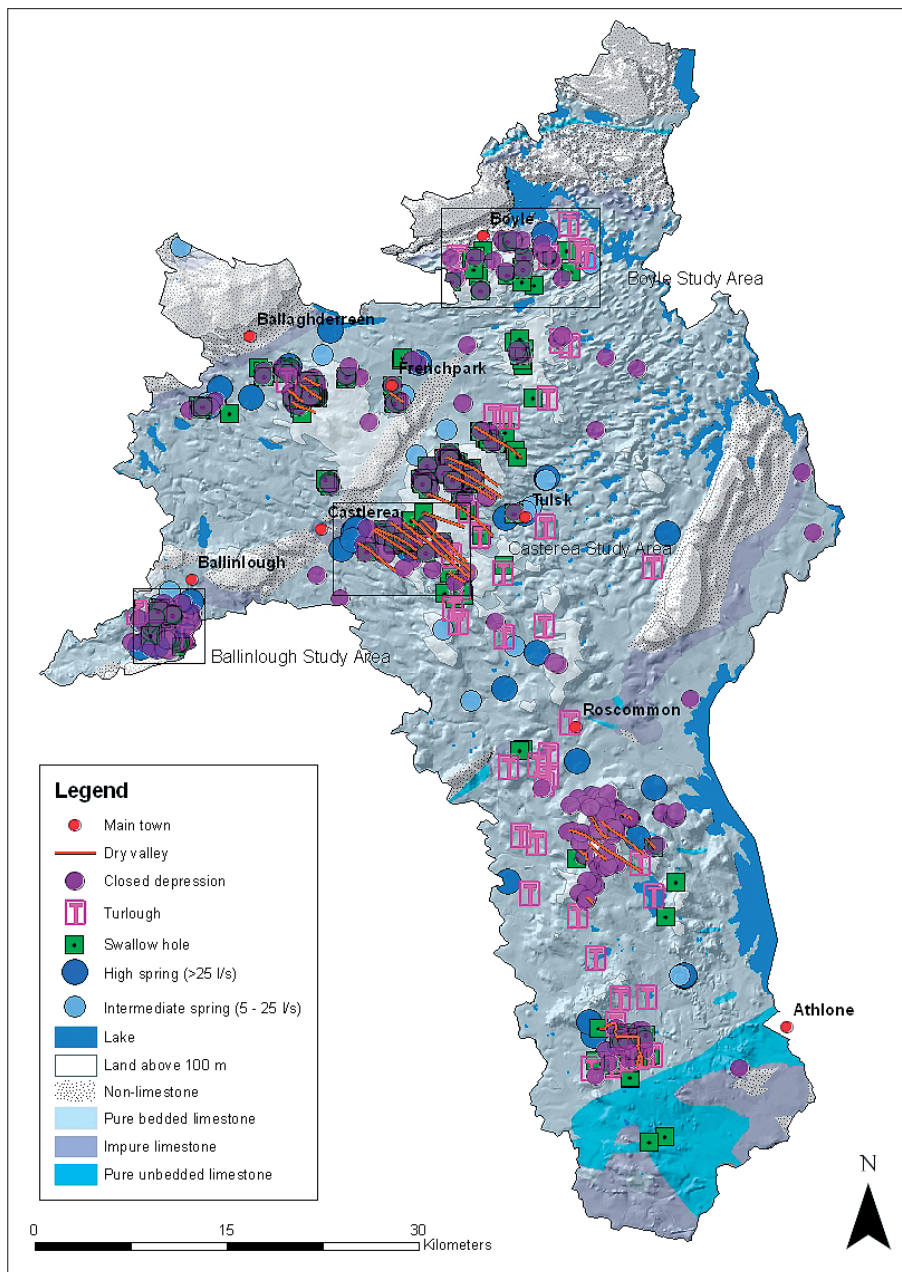 Boyle
Boyle Study Area
Ballaghderreen
Frenchpark
Tulsk
Castlerea
Casterea Study Area
Ballinlough
Ballinlough Study Area
Roscommon
Legend
Main town
Dry valley
Closed depression
T Turlough
Swallow hole
High spring (>25 l/s)
Intermediate spring (5 - 25 l/s)
Lake
Land above 100 m
Non-limestone
Pure bedded limestone
Impure limestone
Pure unbedded limestone
Athlone
N
0 15 30
Kilometers